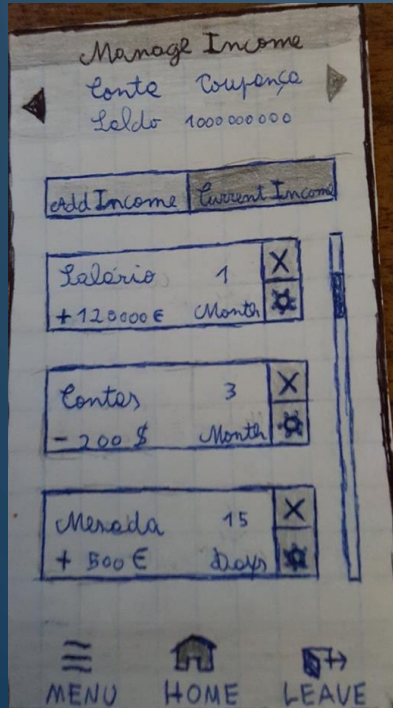 Manage Income
Conta Poupança
Saldo 1000000000
Add Income
Current Income
Salário 1
+120000€ Month
Contas 3
- 200 $ Month
Mesada 15
+ 500 € Days
MENU HOME LEAVE